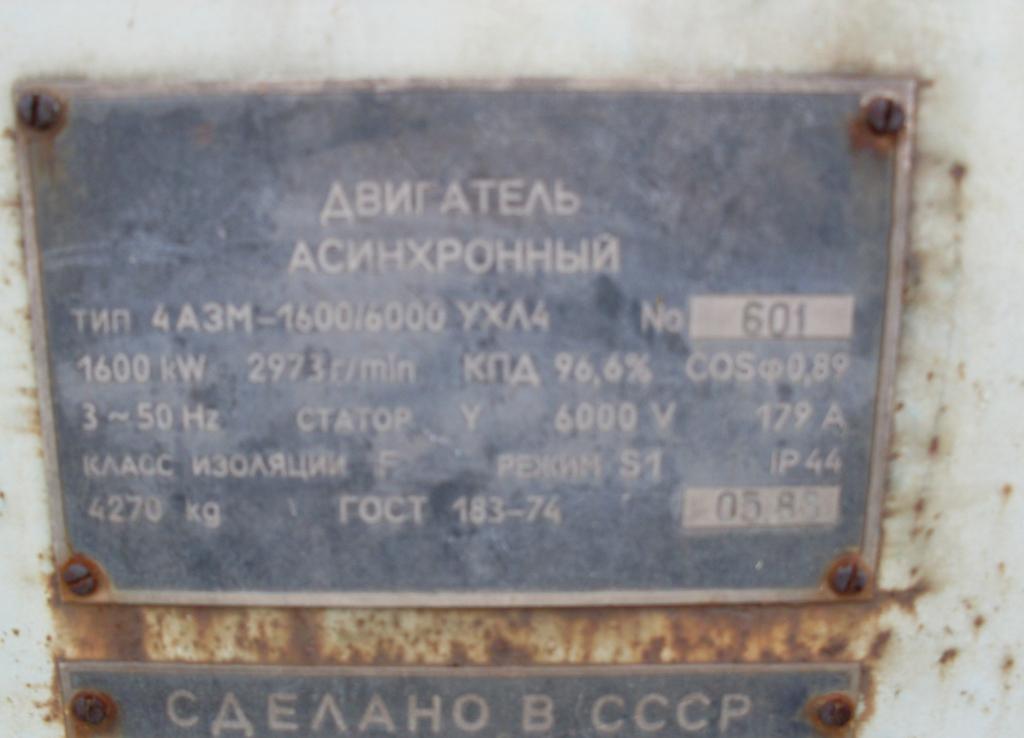 ДВИГАТЕЛЬ
АСИНХРОННЫЙ
ТИП 4АЗМ-1600/6000 УХЛ4 No 601
1600 kW 2973 r/min КПД 96,6% COSφ0,89
3~50 Hz СТАТОР Y 6000 V 179 A
КЛАСС ИЗОЛЯЦИИ F РЕЖИМ S1 IP44
4270 kg ГОСТ 183-74
СДЕЛАНО В СССР